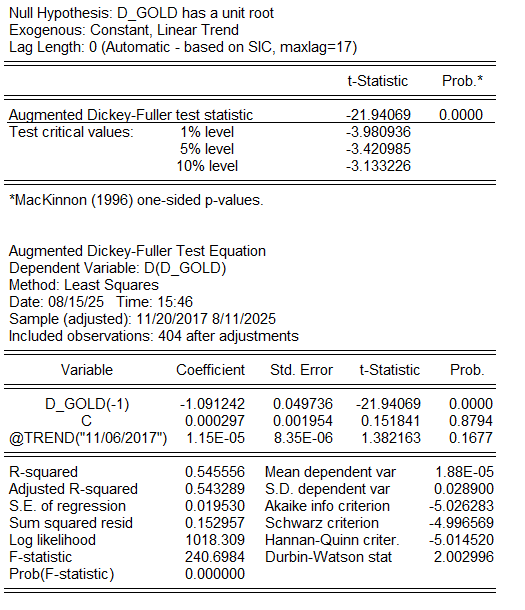 Null Hypothesis: D_GOLD has a unit root
Exogenous: Constant, Linear Trend
Lag Length: 0 (Automatic - based on SIC, maxlag=17)
t-Statistic Prob.*
Augmented Dickey-Fuller test statistic -21.94069 0.0000
Test critical values: 1% level -3.980936
5% level -3.420985
10% level -3.133226
*MacKinnon (1996) one-sided p-values.
Augmented Dickey-Fuller Test Equation
Dependent Variable: D(D_GOLD)
Method: Least Squares
Date: 08/15/25 Time: 15:46
Sample (adjusted): 11/20/2017 8/11/2025
Included observations: 404 after adjustments
Variable Coefficient Std. Error t-Statistic Prob.
D_GOLD(-1) -1.091242 0.049736 -21.94069 0.0000
C 0.000297 0.001954 0.151841 0.8794
@TREND("11/06/2017") 1.15E-05 8.35E-06 1.382163 0.1677
R-squared 0.545556 Mean dependent var 1.88E-05
Adjusted R-squared 0.543289 S.D. dependent var 0.028900
S.E. of regression 0.019530 Akaike info criterion -5.026283
Sum squared resid 0.152957 Schwarz criterion -4.996569
Log likelihood 1018.309 Hannan-Quinn criter. -5.014520
F-statistic 240.6984 Durbin-Watson stat 2.002996
Prob(F-statistic) 0.000000